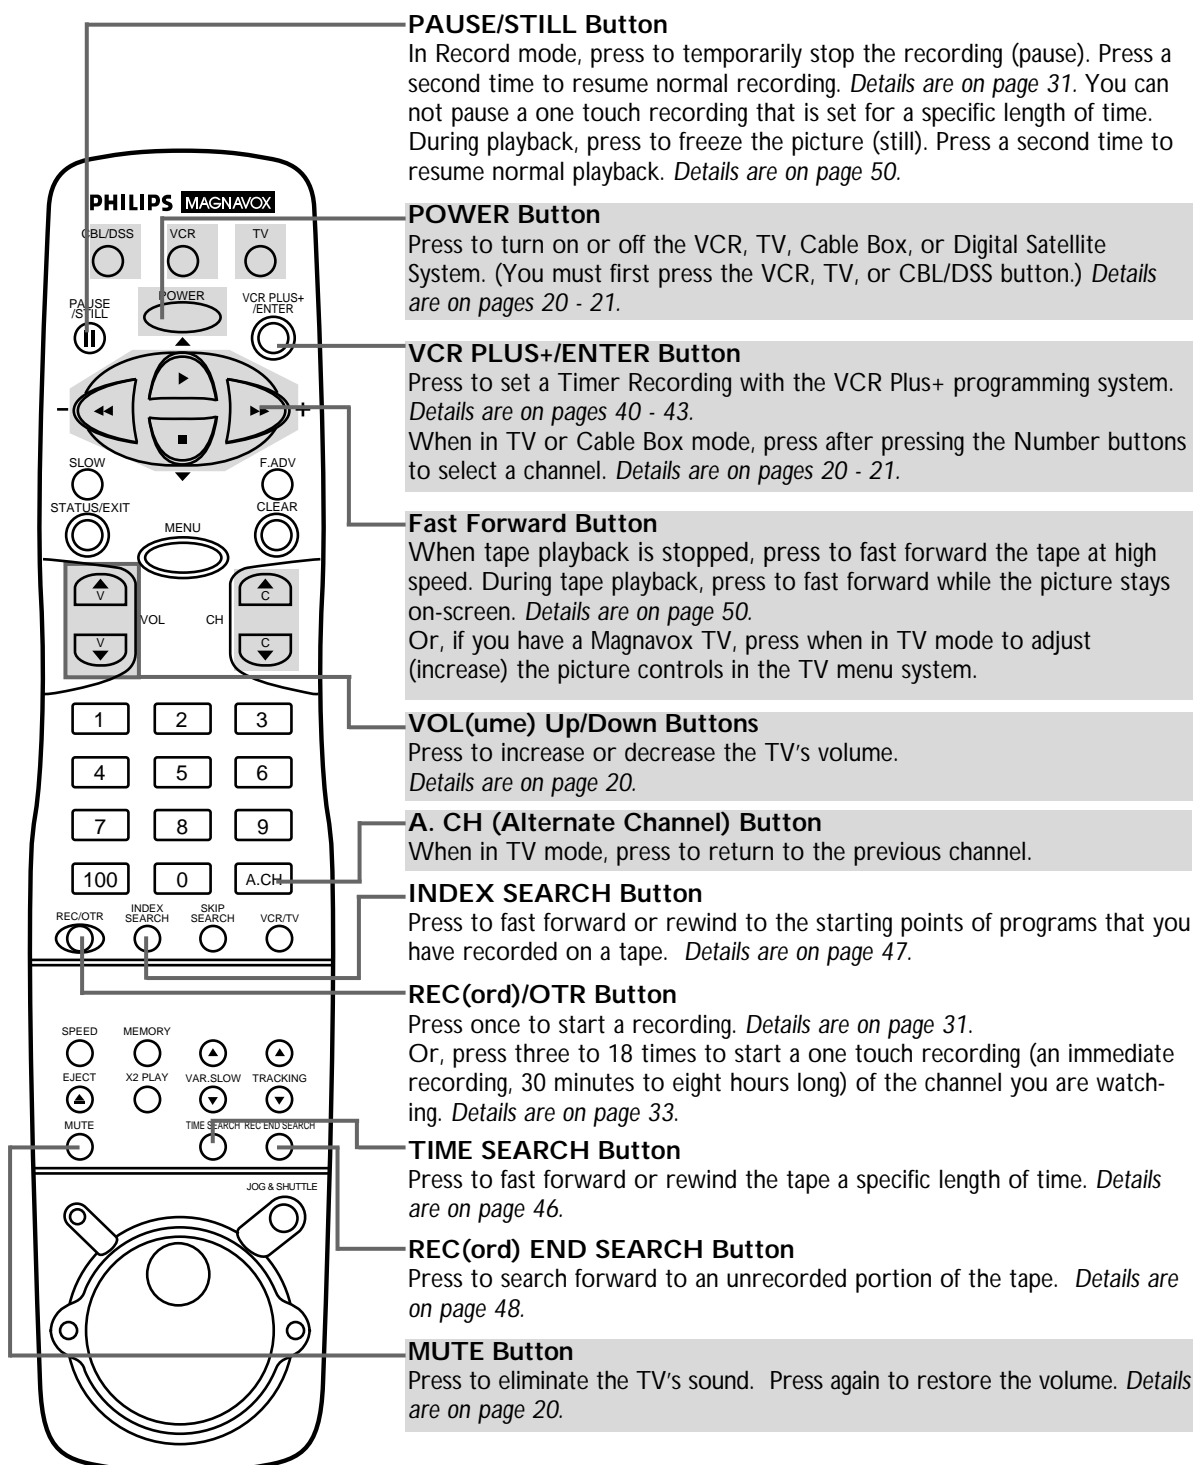 PAUSE/STILL Button
In Record mode, press to temporarily stop the recording (pause). Press a
second time to resume normal recording. Details are on page 31. You can
not pause a one touch recording that is set for a specific length of time.
During playback, press to freeze the picture (still). Press a second time to
resume normal playback. Details are on page 50.
POWER Button
Press to turn on or off the VCR, TV, Cable Box, or Digital Satellite
System. (You must first press the VCR, TV, or CBL/DSS button.) Details
are on pages 20 - 21.
VCR PLUS+/ENTER Button
Press to set a Timer Recording with the VCR Plus+ programming system.
Details are on pages 40 - 43.
When in TV or Cable Box mode, press after pressing the Number buttons
to select a channel. Details are on pages 20 - 21.
Fast Forward Button
When tape playback is stopped, press to fast forward the tape at high
speed. During tape playback, press to fast forward while the picture stays
on-screen. Details are on page 50.
Or, if you have a Magnavox TV, press when in TV mode to adjust
(increase) the picture controls in the TV menu system.
VOL(ume) Up/Down Buttons
Press to increase or decrease the TV's volume.
Details are on page 20.
A. CH (Alternate Channel) Button
When in TV mode, press to return to the previous channel.
INDEX SEARCH Button
Press to fast forward or rewind to the starting points of programs that you
have recorded on a tape. Details are on page 47.
REC(ord)/OTR Button
Press once to start a recording. Details are on page 31.
Or, press three to 18 times to start a one touch recording (an immediate
recording, 30 minutes to eight hours long) of the channel you are watch-
ing. Details are on page 33.
TIME SEARCH Button
Press to fast forward or rewind the tape a specific length of time. Details
are on page 46.
REC(ord) END SEARCH Button
Press to search forward to an unrecorded portion of the tape. Details are
on page 48.
MUTE Button
Press to eliminate the TV's sound. Press again to restore the volume. Details
are on page 20.
PHILIPS MAGNAVOX
CBL/DSS VCR TV
PAUSE
/STILL
POWER
VCR PLUS+
/ENTER
- +
SLOW F.ADV
STATUS/EXIT MENU CLEAR
V C
VOL CH
V C
1 2 3
4 5 6
7 8 9
100 0 A.CH
REC/OTR
INDEX
SEARCH
SKIP
SEARCH
VCR/TV
SPEED MEMORY
EJECT X2 PLAY VAR.SLOW TRACKING
MUTE TIME SEARCH REC END SEARCH
JOG & SHUTTLE